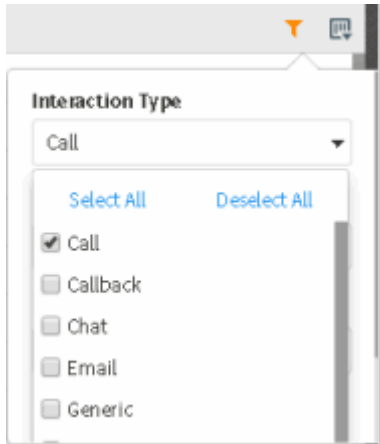 Interaction Type
Call
Select All Deselect All
Call
Callback
Chat
Email
Generic